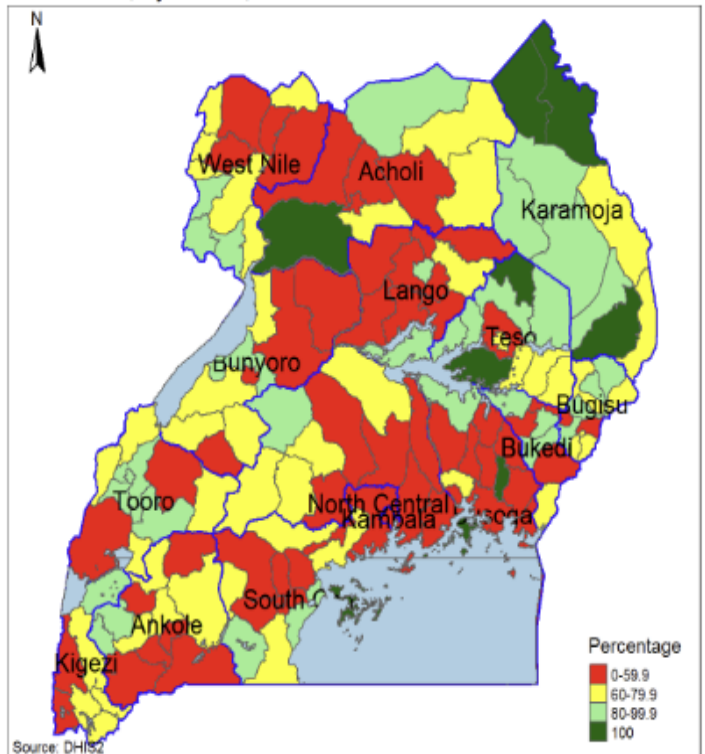 N
West Nile
Acholi
Karamoja
Lango
Teso
Bunyoro
Bugisu
Bukedi
Tooro
North Central
Kampala
South
Ankole
Kigezi
Percentage
0-59.9
60-79.9
80-99.9
100
Source: DHIS2